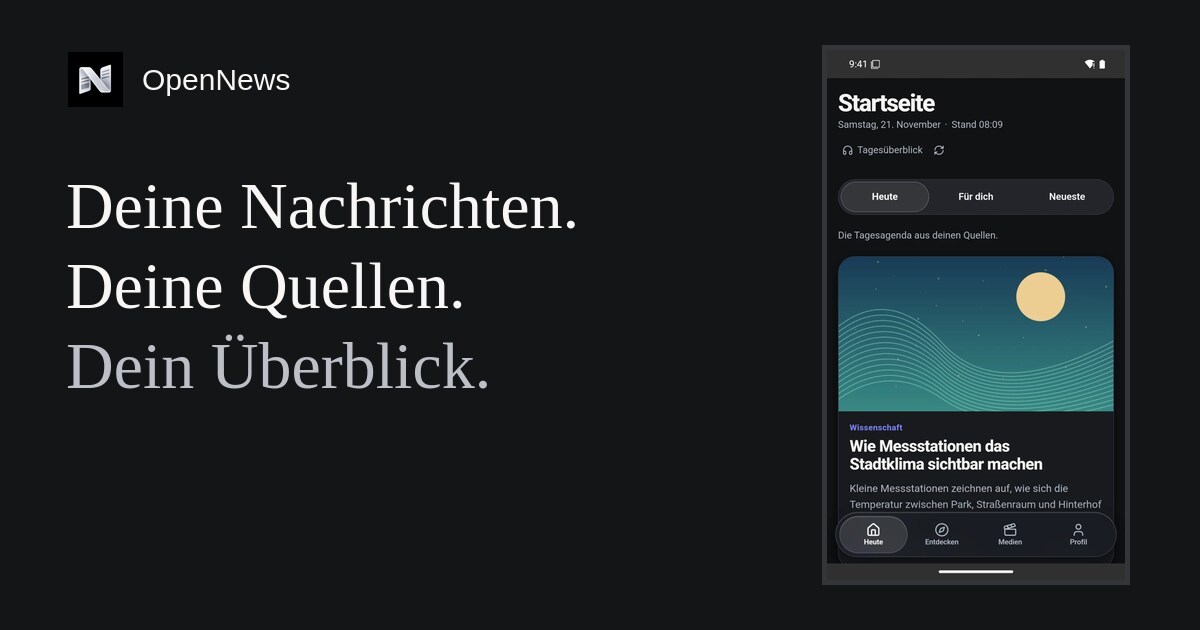 OpenNews
Deine Nachrichten.
Deine Quellen.
Dein Überblick.
9:41
Startseite
Samstag, 21. November · Stand 08:09
Tagesüberblick
Heute Für dich Neueste
Die Tagesagenda aus deinen Quellen.
Wissenschaft
Wie Messstationen das
Stadtklima sichtbar machen
Kleine Messstationen zeichnen auf, wie sich die
Temperatur zwischen Park, Straßenraum und Hinterhof
Heute Entdecken Medien Profil